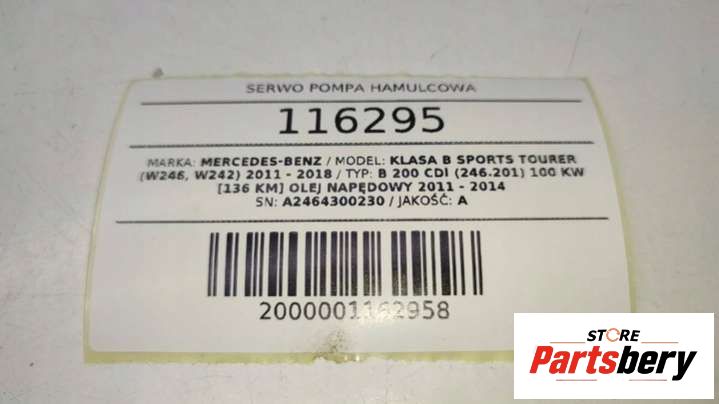 SERWO POMPA HAMULCOWA
116295
MARKA: MERCEDES-BENZ / MODEL: KLASA B SPORTS TOURER
(W246, W242) 2011 - 2018 / TYP: B 200 CDI (246.201) 100 KW
[136 KM] OLEJ NAPĘDOWY 2011 - 2014
SN: A2464300230 / JAKOŚĆ: A
2000001162958
STORE
Partsbery